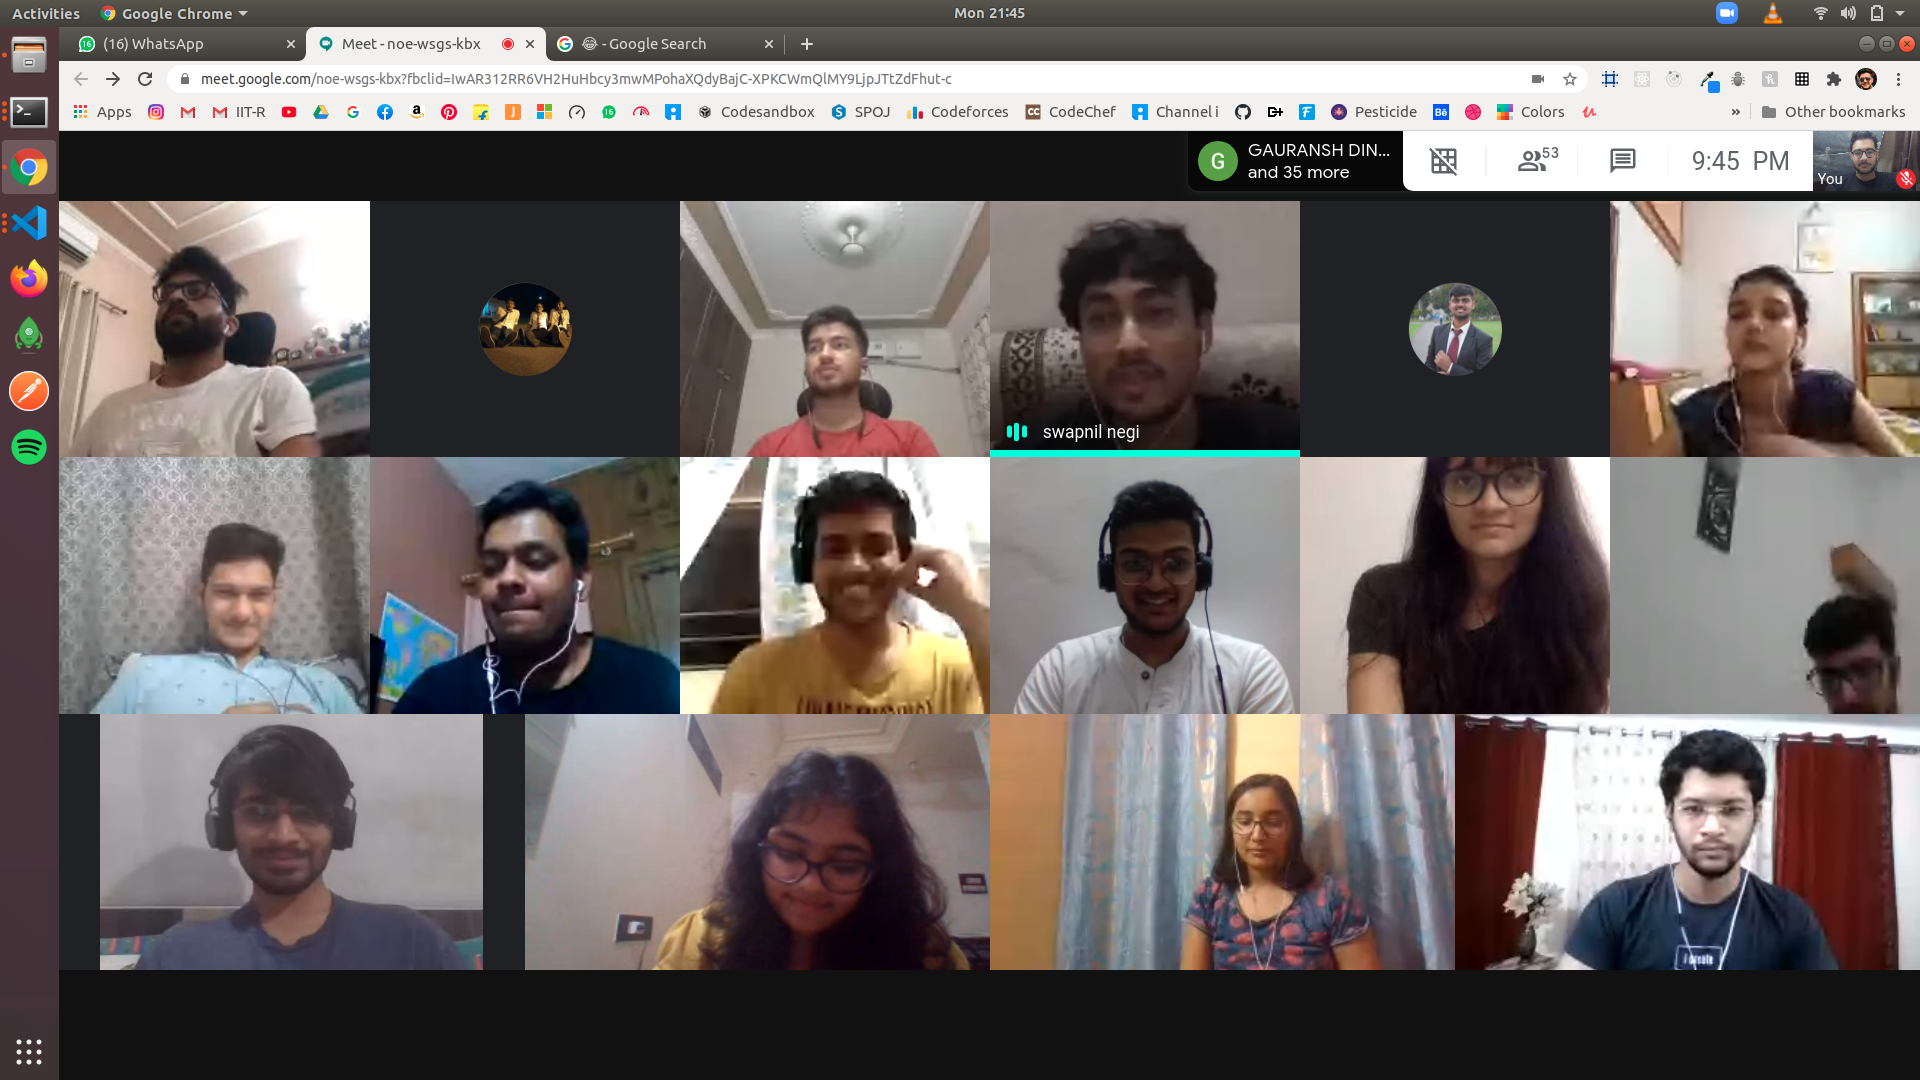 Activities
Google Chrome
Mon 21:45
(16) WhatsApp
Meet - noe-wsgs-kbx
😂 - Google Search
meet.google.com/noe-wsgs-kbx?fbclid=IwAR312RR6VH2HuHbcy3mwMPohaXQdyBajC-XPKCWmQlMY9LjpJTtZdFhut-c
Apps
IIT-R
Codesandbox
SPOJ
Codeforces
CodeChef
Channel i
Pesticide
Colors
Other bookmarks
G
GAURANSH DIN...
and 35 more
53
9:45 PM
You
swapnil negi
i create